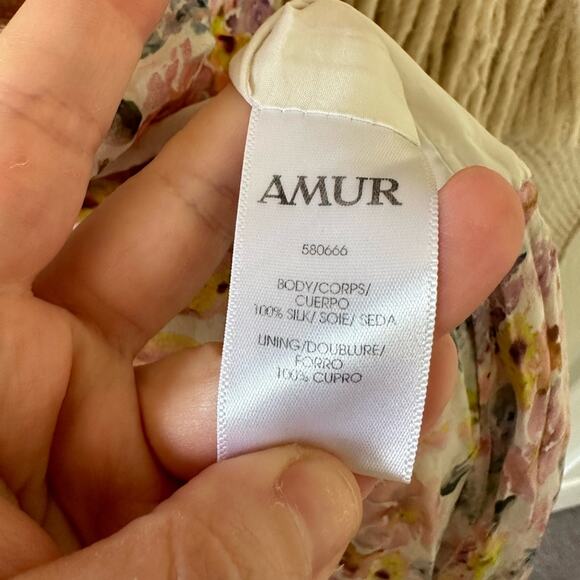 AMUR
580666
BODY/CORPS/
CUERPO
100% SILK/ SOIE/ SEDA
LINING/DOUBLURE/
FORRO
100% CUPRO